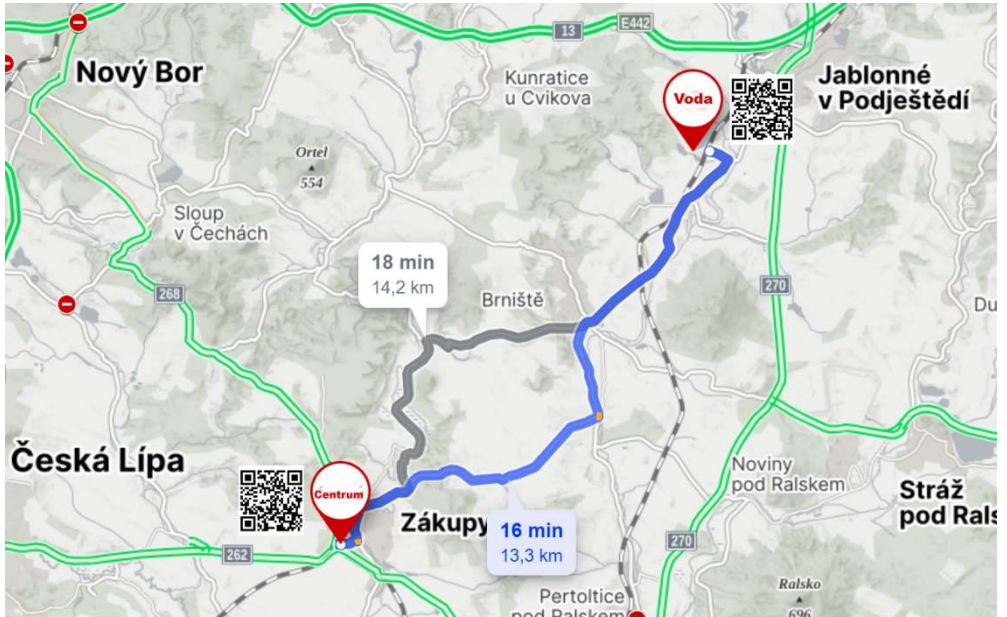 13
E442
Nový Bor
Kunratice
u Cvikova
Voda
Jablonné
v Podještědí
Ortel
554
Sloup
v Čechách
18 min
14,2 km
268
Brniště
270
Du
Česká Lípa
Centrum
Noviny
pod Ralskem
Stráž
pod Rals
Zákupy
16 min
13,3 km
262
270
Pertoltice
pod Ralskem
Ralsko
696